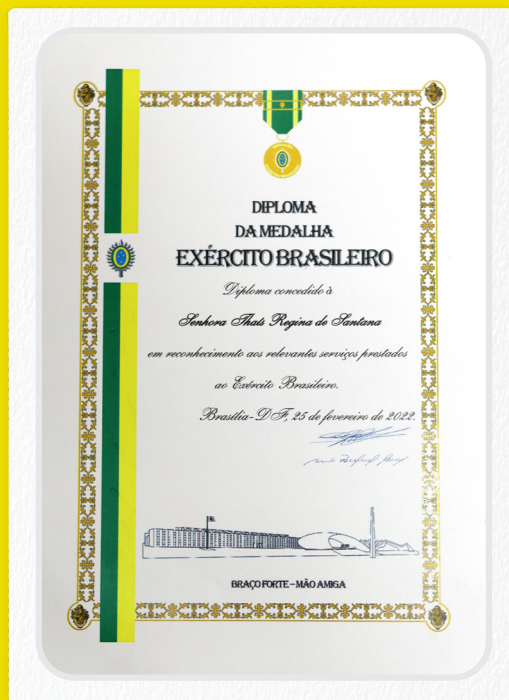 DIPLOMA
DA MEDALHA
EXÉRCITO BRASILEIRO
Diploma concedido à
Senhora Thaís Regina de Santana
em reconhecimento aos relevantes serviços prestados
ao Exército Brasileiro.
Brasília-DF, 25 de fevereiro de 2022.
BRAÇO FORTE - MÃO AMIGA